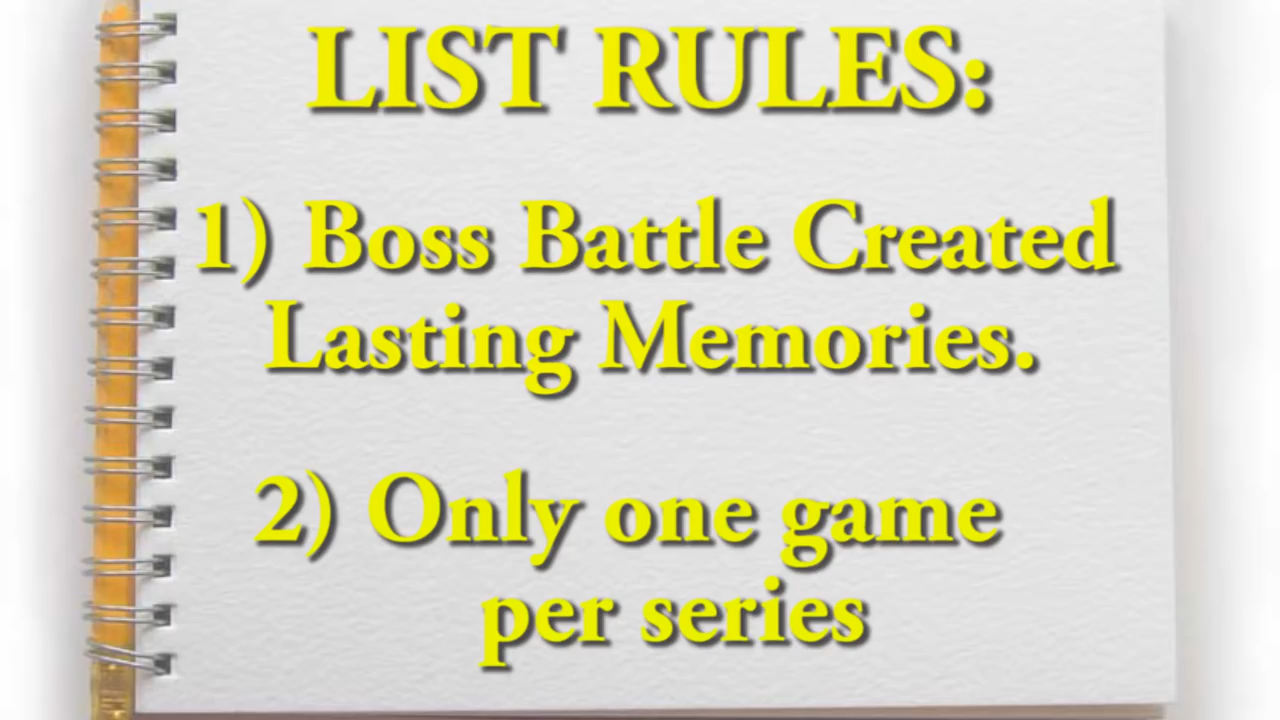 LIST RULES:
1) Boss Battle Created
Lasting Memories.
2) Only one game
per series